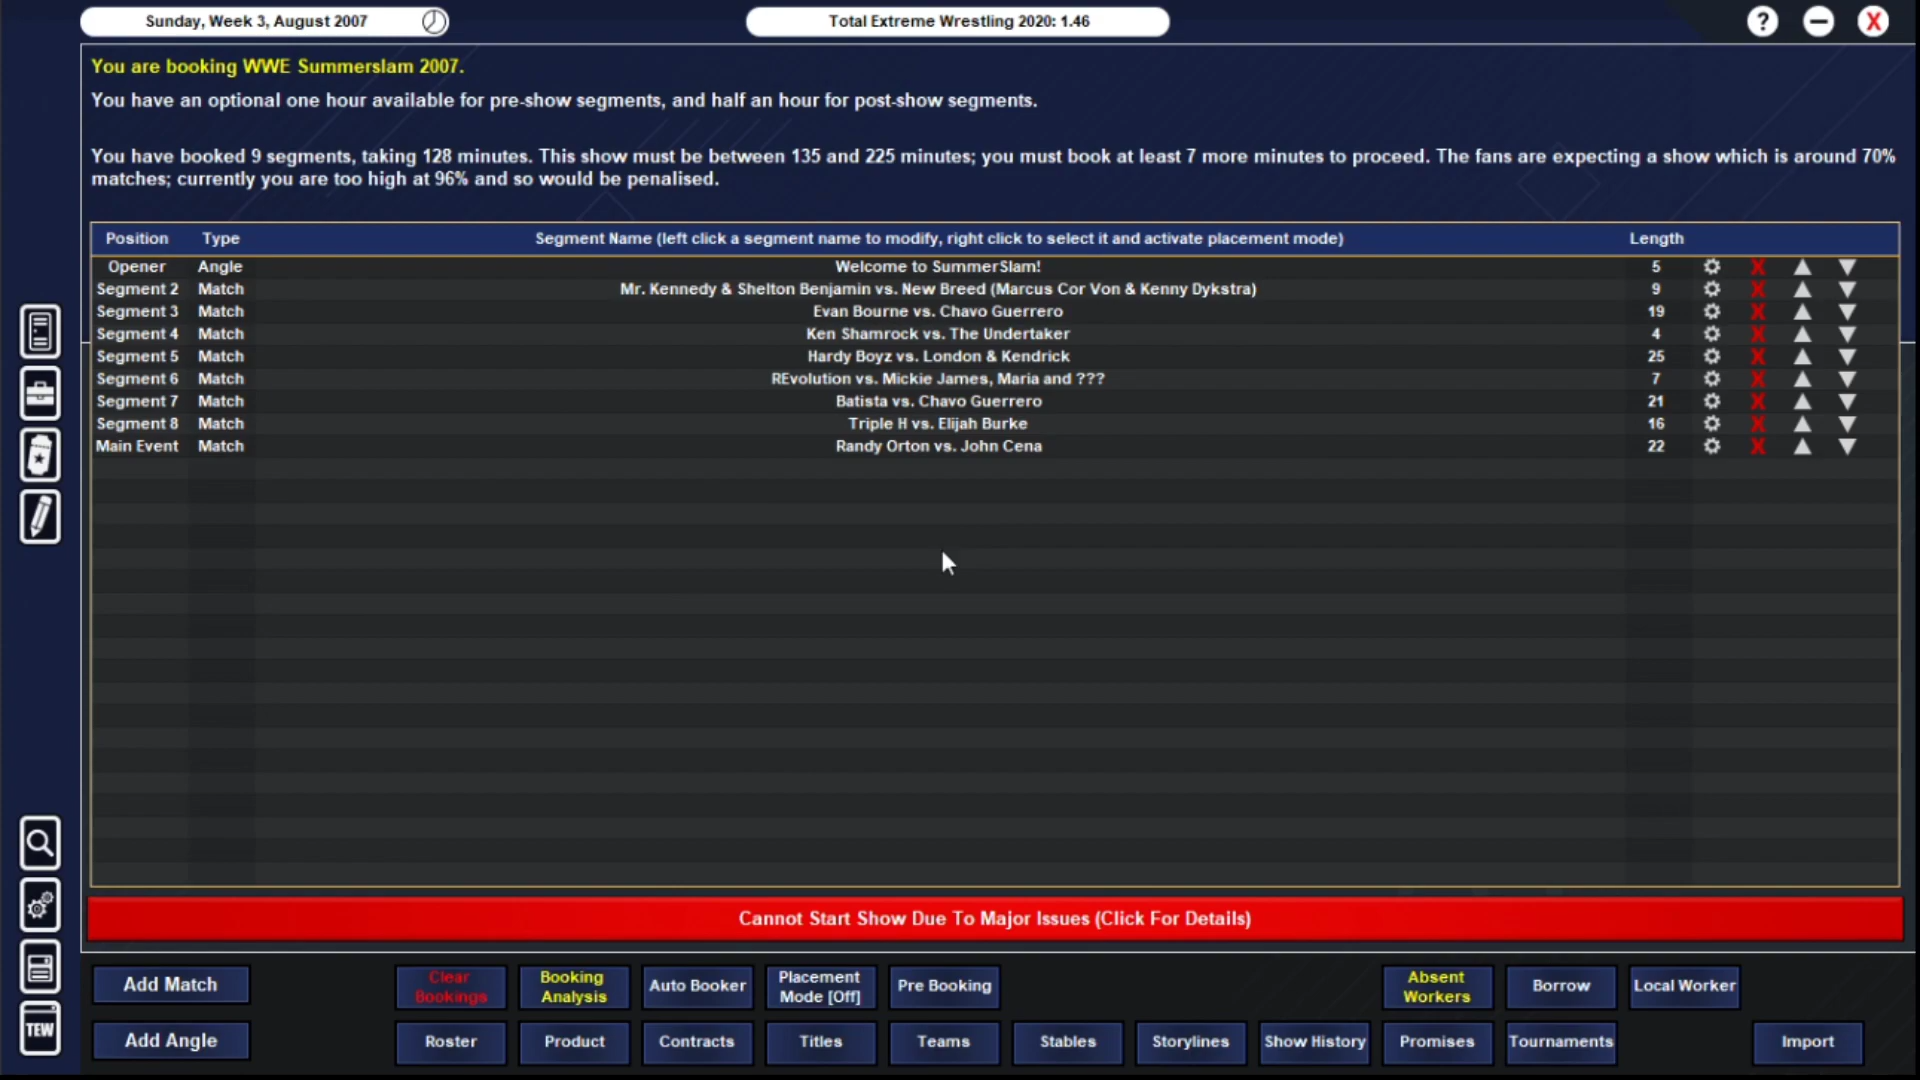 Sunday, Week 3, August 2007
Total Extreme Wrestling 2020: 1.46
?
X
You are booking WWE Summerslam 2007.
You have an optional one hour available for pre-show segments, and half an hour for post-show segments.
You have booked 9 segments, taking 128 minutes. This show must be between 135 and 225 minutes; you must book at least 7 more minutes to proceed. The fans are expecting a show which is around 70%
matches; currently you are too high at 96% and so would be penalised.
Position Type Segment Name (left click a segment name to modify, right click to select it and activate placement mode) Length
Opener Angle Welcome to SummerSlam! 5 X
Segment 2 Match Mr. Kennedy & Shelton Benjamin vs. New Breed (Marcus Cor Von & Kenny Dykstra) 9 X
Segment 3 Match Evan Bourne vs. Chavo Guerrero 19 X
Segment 4 Match Ken Shamrock vs. The Undertaker 4 X
Segment 5 Match Hardy Boyz vs. London & Kendrick 25 X
Segment 6 Match REvolution vs. Mickie James, Maria and ??? 7 X
Segment 7 Match Batista vs. Chavo Guerrero 21 X
Segment 8 Match Triple H vs. Elijah Burke 16 X
Main Event Match Randy Orton vs. John Cena 22 X
Cannot Start Show Due To Major Issues (Click For Details)
Add Match
Clear Bookings
Booking Analysis
Auto Booker
Placement Mode [Off]
Pre Booking
Absent Workers
Borrow
Local Worker
TEW
Add Angle
Roster
Product
Contracts
Titles
Teams
Stables
Storylines
Show History
Promises
Tournaments
Import